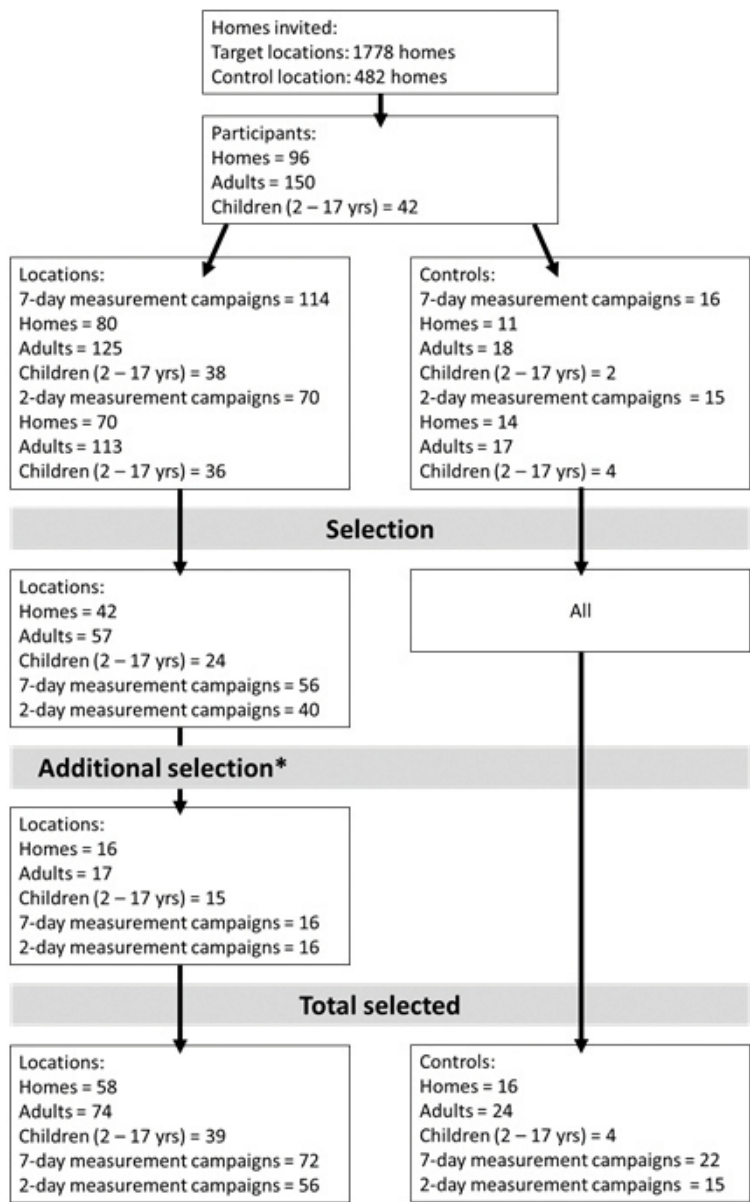 Homes invited:
Target locations: 1778 homes
Control location: 482 homes
Participants:
Homes = 96
Adults = 150
Children (2 – 17 yrs) = 42
Locations:
7-day measurement campaigns = 114
Homes = 80
Adults = 125
Children (2 – 17 yrs) = 38
2-day measurement campaigns = 70
Homes = 70
Adults = 113
Children (2 – 17 yrs) = 36
Controls:
7-day measurement campaigns = 16
Homes = 11
Adults = 18
Children (2 – 17 yrs) = 2
2-day measurement campaigns = 15
Homes = 14
Adults = 17
Children (2 – 17 yrs) = 4
Selection
Locations:
Homes = 42
Adults = 57
Children (2 – 17 yrs) = 24
7-day measurement campaigns = 56
2-day measurement campaigns = 40
All
Additional selection*
Locations:
Homes = 16
Adults = 17
Children (2 – 17 yrs) = 15
7-day measurement campaigns = 16
2-day measurement campaigns = 16
Total selected
Locations:
Homes = 58
Adults = 74
Children (2 – 17 yrs) = 39
7-day measurement campaigns = 72
2-day measurement campaigns = 56
Controls:
Homes = 16
Adults = 24
Children (2 – 17 yrs) = 4
7-day measurement campaigns = 22
2-day measurement campaigns = 15